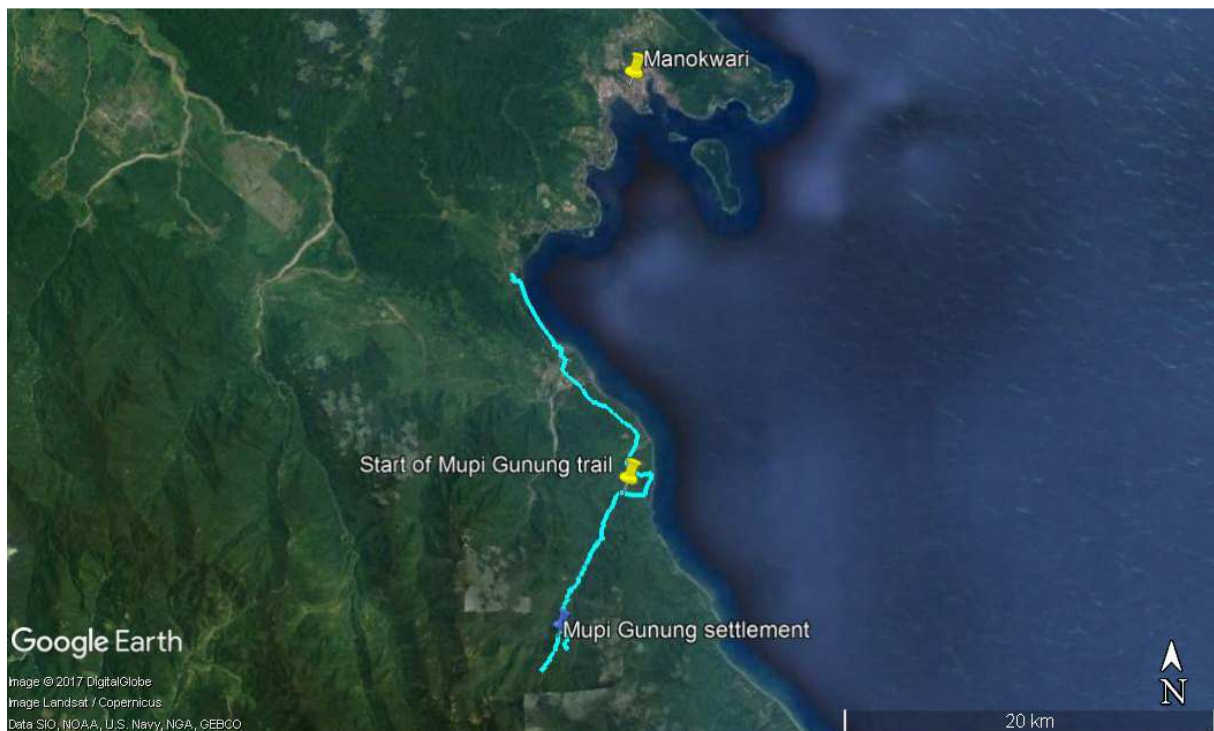 Manokwari
Start of Mupi Gunung trail
Mupi Gunung settlement
Google Earth
Image © 2017 DigitalGlobe
Image Landsat / Copernicus
Data SIO, NOAA, U.S. Navy, NGA, GEBCO
N
20 km